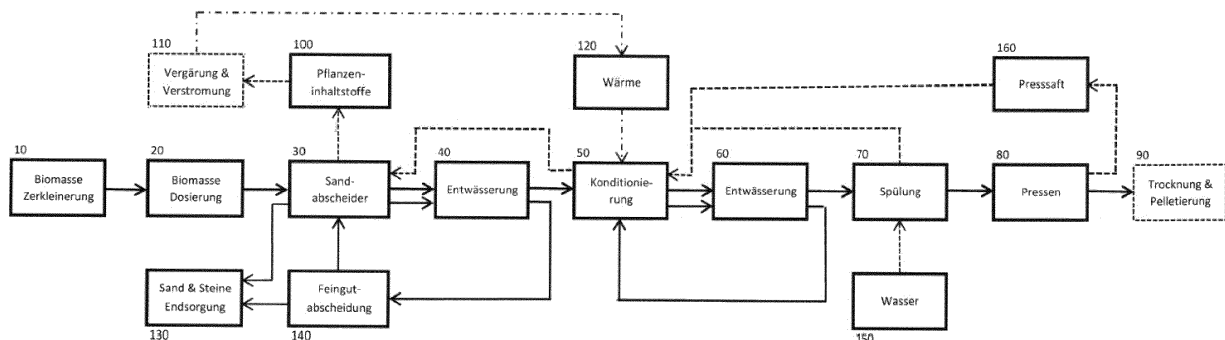 110
Vergärung &
Verstromung
100
Pflanzen-
inhaltstoffe
120
Wärme
160
Presssaft
10
Biomasse
Zerkleinerung
20
Biomasse
Dosierung
30
Sand-
abscheider
40
Entwässerung
50
Konditionie-
rung
60
Entwässerung
70
Spülung
80
Pressen
90
Trocknung &
Pelletierung
Sand & Steine
Endsorgung
130
Feingut-
abscheidung
140
Wasser
150